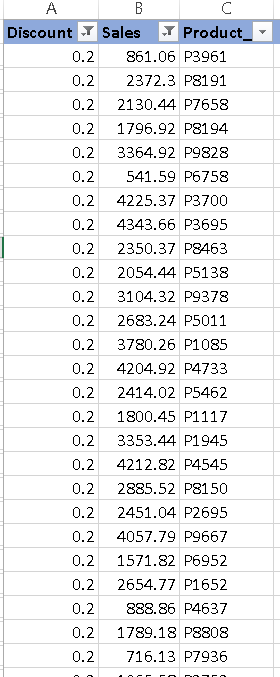 A B C
Discount Sales Product_
0.2 861.06 P3961
0.2 2372.3 P8191
0.2 2130.44 P7658
0.2 1796.92 P8194
0.2 3364.92 P9828
0.2 541.59 P6758
0.2 4225.37 P3700
0.2 4343.66 P3695
0.2 2350.37 P8463
0.2 2054.44 P5138
0.2 3104.32 P9378
0.2 2683.24 P5011
0.2 3780.26 P1085
0.2 4204.92 P4733
0.2 2414.02 P5462
0.2 1800.45 P1117
0.2 3353.44 P1945
0.2 4212.82 P4545
0.2 2885.52 P8150
0.2 2451.04 P2695
0.2 4057.79 P9667
0.2 1571.82 P6952
0.2 2654.77 P1652
0.2 888.86 P4637
0.2 1789.18 P8808
0.2 716.13 P7936